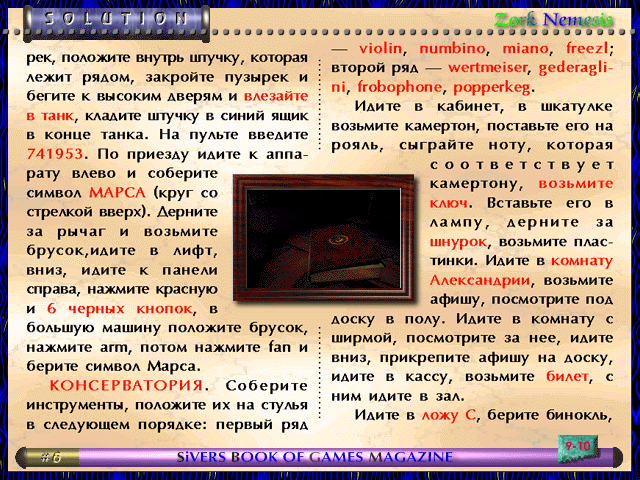 SOLUTION
Zork Nemesis
рек, положите внутрь штучку, которая
лежит рядом, закройте пузырек и
бегите к высоким дверям и влезайте
в танк, кладите штучку в синий ящик
в конце танка. На пульте введите
741953. По приезду идите к аппа-
рату влево и соберите
символ МАРСА (круг со
стрелкой вверх). Дерните
за рычаг и возьмите
брусок,идите в лифт,
вниз, идите к панели
справа, нажмите красную
и 6 черных кнопок, в
большую машину положите брусок,
нажмите arm, потом нажмите fan и
берите символ Марса.
КОНСЕРВАТОРИЯ. Соберите
инструменты, положите их на стулья
в следующем порядке: первый ряд
— violin, numbino, miano, freezl;
второй ряд — wertmeiser, gederagli-
ni, frobophone, popperkeg.
Идите в кабинет, в шкатулке
возьмите камертон, поставьте его на
рояль, сыграйте ноту, которая
соответствует
камертону, возьмите
ключ. Вставьте его в
лампу, дерните за
шнурок, возьмите плас-
тинки. Идите в комнату
Александрии, возьмите
афишу, посмотрите под
доску в полу. Идите в комнату с
ширмой, посмотрите за нее, идите
вниз, прикрепите афишу на доску,
идите в кассу, возьмите билет, с
ним идите в зал.
Идите в ложу С, берите бинокль,
#6
SiVERS BOOK OF GAMES MAGAZINE
9-10